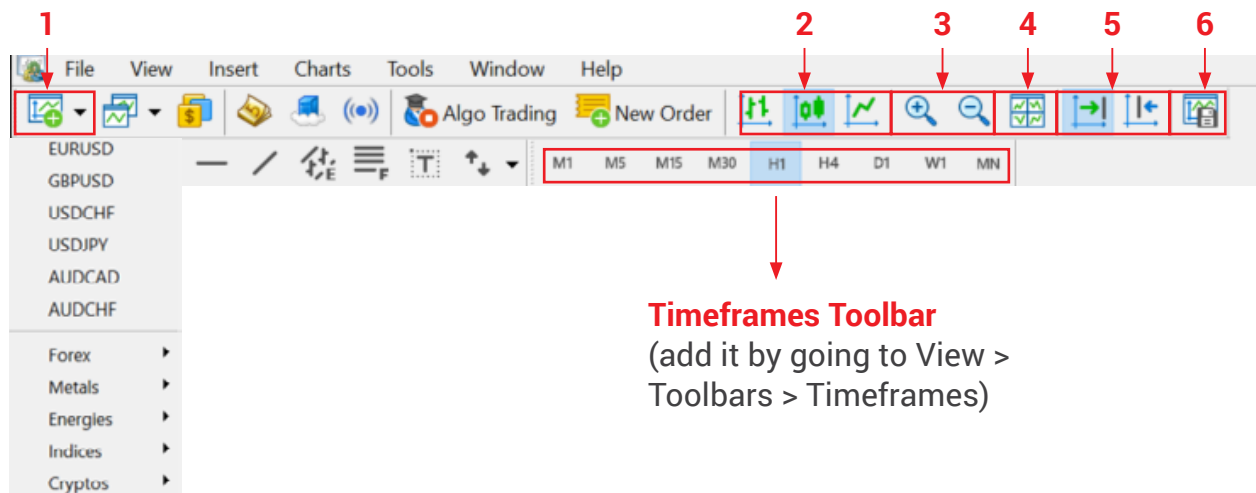 1 2 3 4 5 6
File View Insert Charts Tools Window Help
Algo Trading New Order
EURUSD
E F T M1 M5 M15 M30 H1 H4 D1 W1 MN
GBPUSD
USDCHF
USDJPY
AUDCAD
AUDCHF
Forex
Metals
Energies
Indices
Cryptos
Timeframes Toolbar
(add it by going to View >
Toolbars > Timeframes)